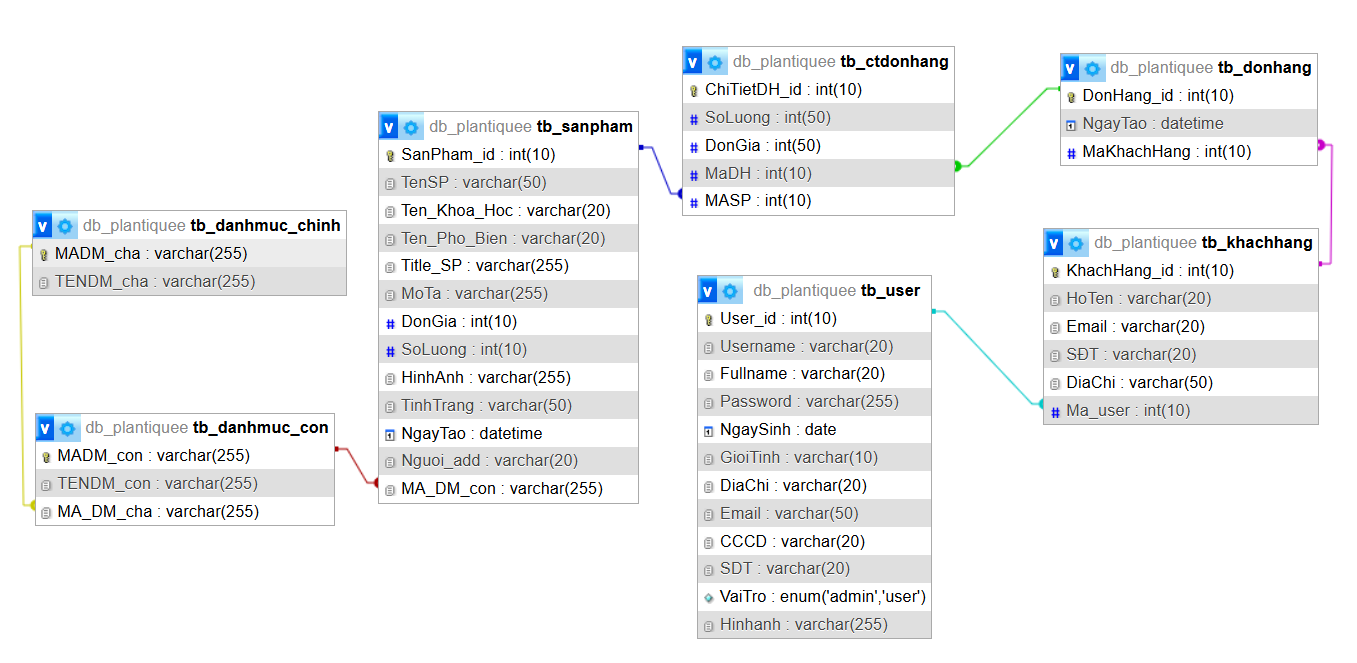 db_plantiquee tb_danhmuc_chinh
MADM_cha : varchar(255)
TENDM_cha : varchar(255)
db_plantiquee tb_danhmuc_con
MADM_con : varchar(255)
TENDM_con : varchar(255)
MA_DM_cha : varchar(255)
db_plantiquee tb_sanpham
SanPham_id : int(10)
TenSP : varchar(50)
Ten_Khoa_Hoc : varchar(20)
Ten_Pho_Bien : varchar(20)
Title_SP : varchar(255)
MoTa : varchar(255)
DonGia : int(10)
SoLuong : int(10)
HinhAnh : varchar(255)
TinhTrang : varchar(50)
NgayTao : datetime
Nguoi_add : varchar(20)
MA_DM_con : varchar(255)
db_plantiquee tb_ctdonhang
ChiTietDH_id : int(10)
SoLuong : int(50)
DonGia : int(50)
MaDH : int(10)
MASP : int(10)
db_plantiquee tb_user
User_id : int(10)
Username : varchar(20)
Fullname : varchar(20)
Password : varchar(255)
NgaySinh : date
GioiTinh : varchar(10)
DiaChi : varchar(20)
Email : varchar(50)
CCCD : varchar(20)
SDT : varchar(20)
VaiTro : enum('admin','user')
Hinhanh : varchar(255)
db_plantiquee tb_donhang
DonHang_id : int(10)
NgayTao : datetime
MaKhachHang : int(10)
db_plantiquee tb_khachhang
KhachHang_id : int(10)
HoTen : varchar(20)
Email : varchar(20)
SĐT : varchar(20)
DiaChi : varchar(50)
Ma_user : int(10)